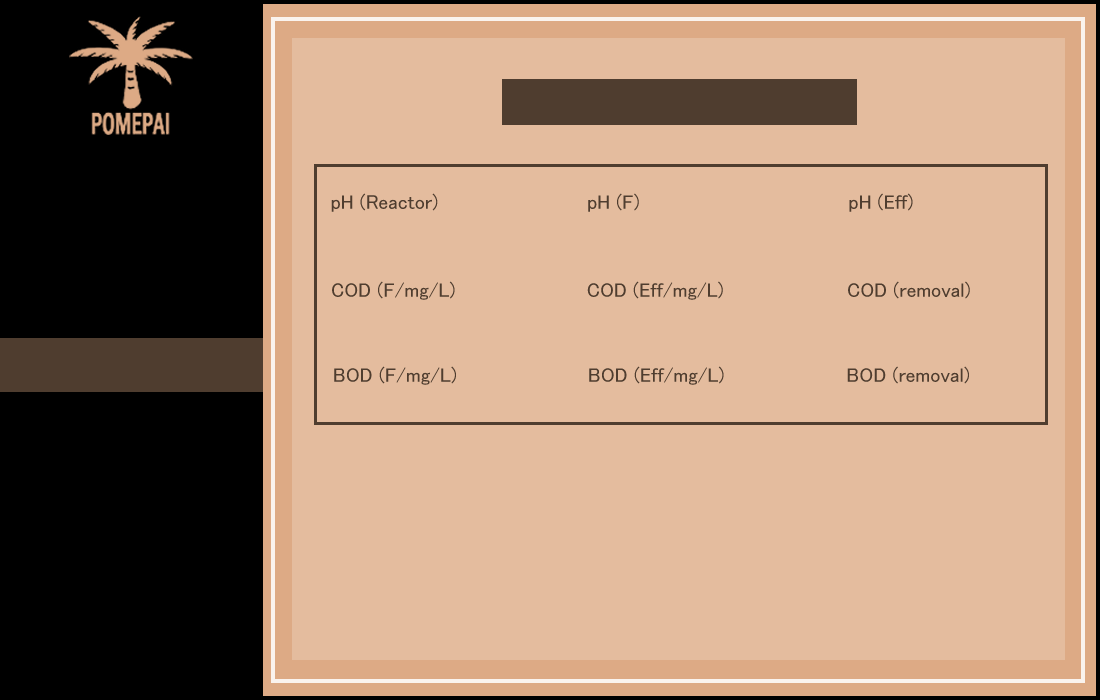 POMEPAI
pH (Reactor) pH (F) pH (Eff)
COD (F/mg/L) COD (Eff/mg/L) COD (removal)
BOD (F/mg/L) BOD (Eff/mg/L) BOD (removal)